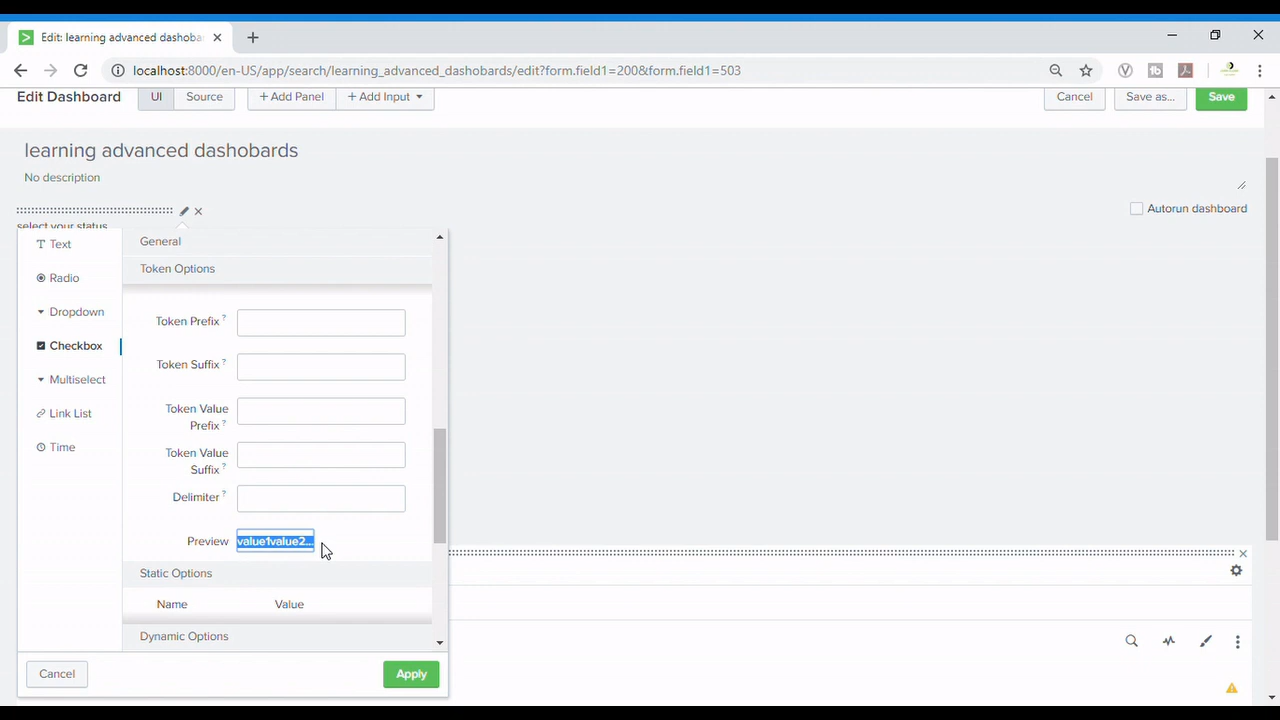 Edit: learning advanced dashoba
localhost:8000/en-US/app/search/learning_advanced_dashobards/edit?form.field1=200&form.field1=503
Edit Dashboard UI Source + Add Panel + Add Input Cancel Save as... Save
learning advanced dashobards
No description
Autorun dashboard
select your status
Text
General
Token Options
Radio
Dropdown
Token Prefix ?
Checkbox
Token Suffix ?
Multiselect
Link List
Token Value Prefix ?
Time
Token Value Suffix ?
Delimiter ?
Preview value1value2...
Static Options
Name Value
Dynamic Options
Cancel Apply